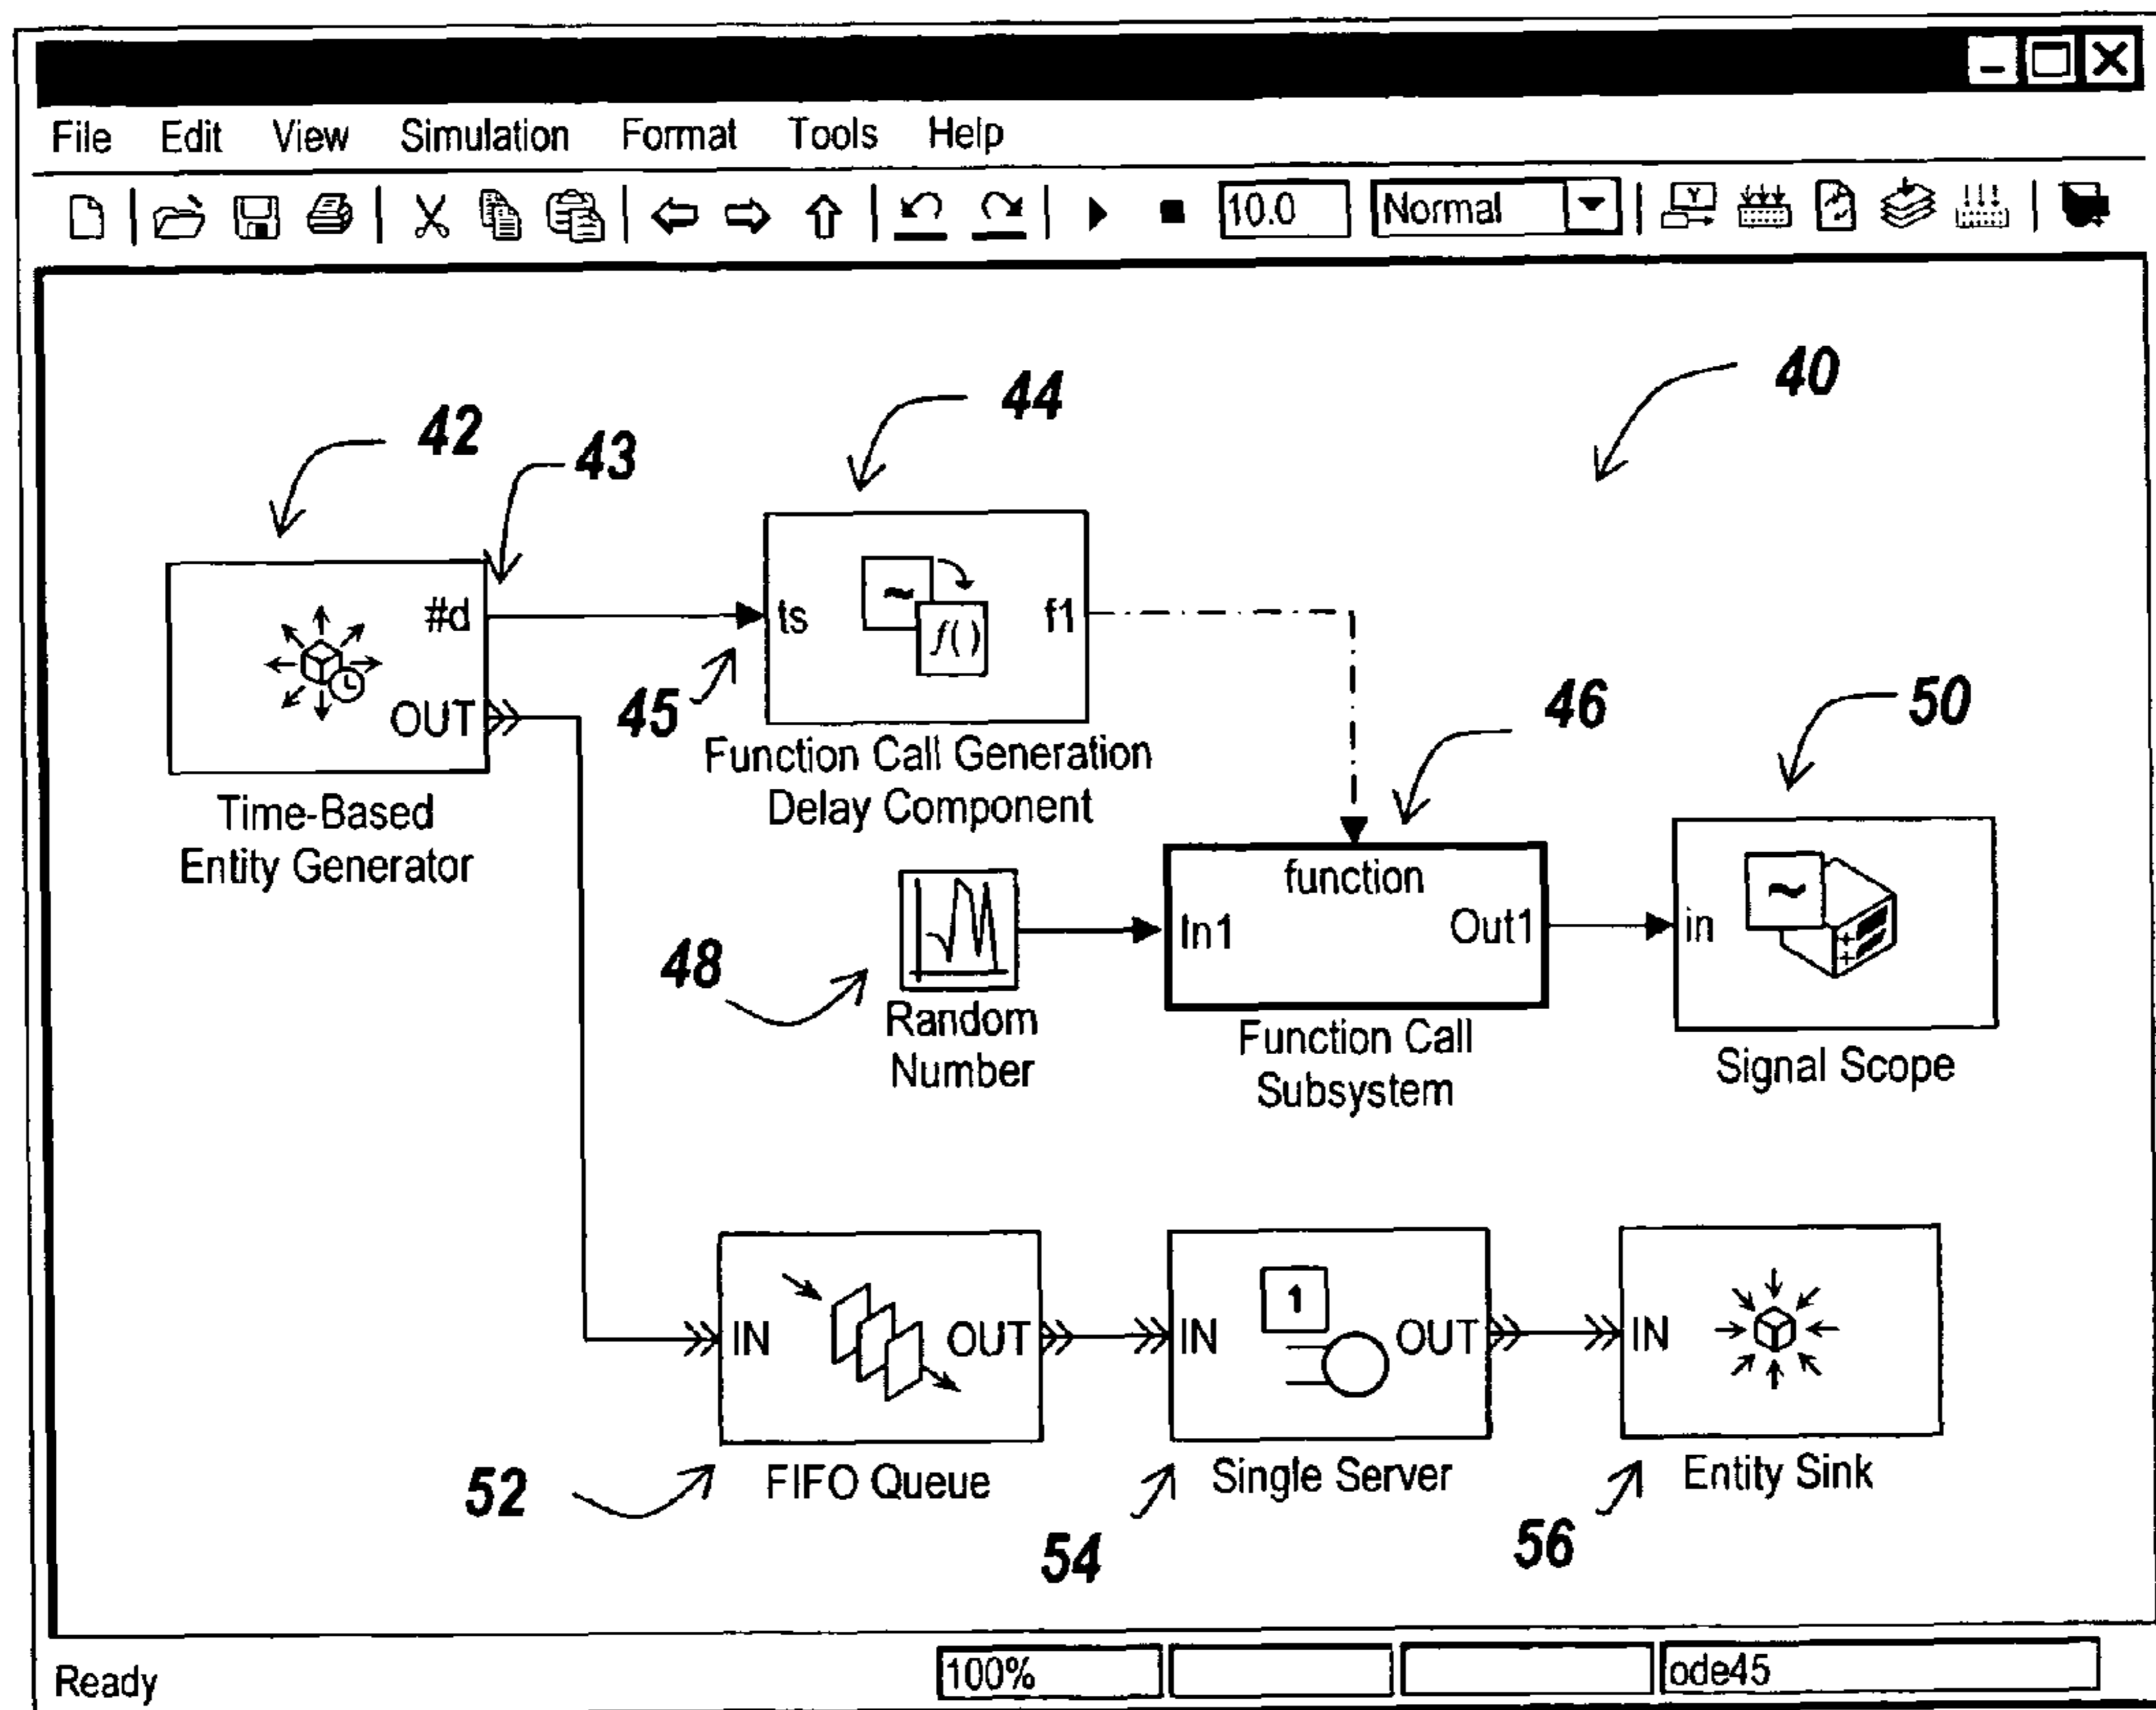 File Edit View Simulation Format Tools Help
10.0 Normal
40
44
42
43
#d
ts
f1
f()
OUT
45
46
50
Function Call Generation
Delay Component
Time-Based
Entity Generator
function
In1
Out1
in
48
Random
Number
Function Call
Subsystem
Signal Scope
IN
OUT
IN
1
OUT
IN
FIFO Queue
Single Server
Entity Sink
52
54
56
Ready
100%
ode45